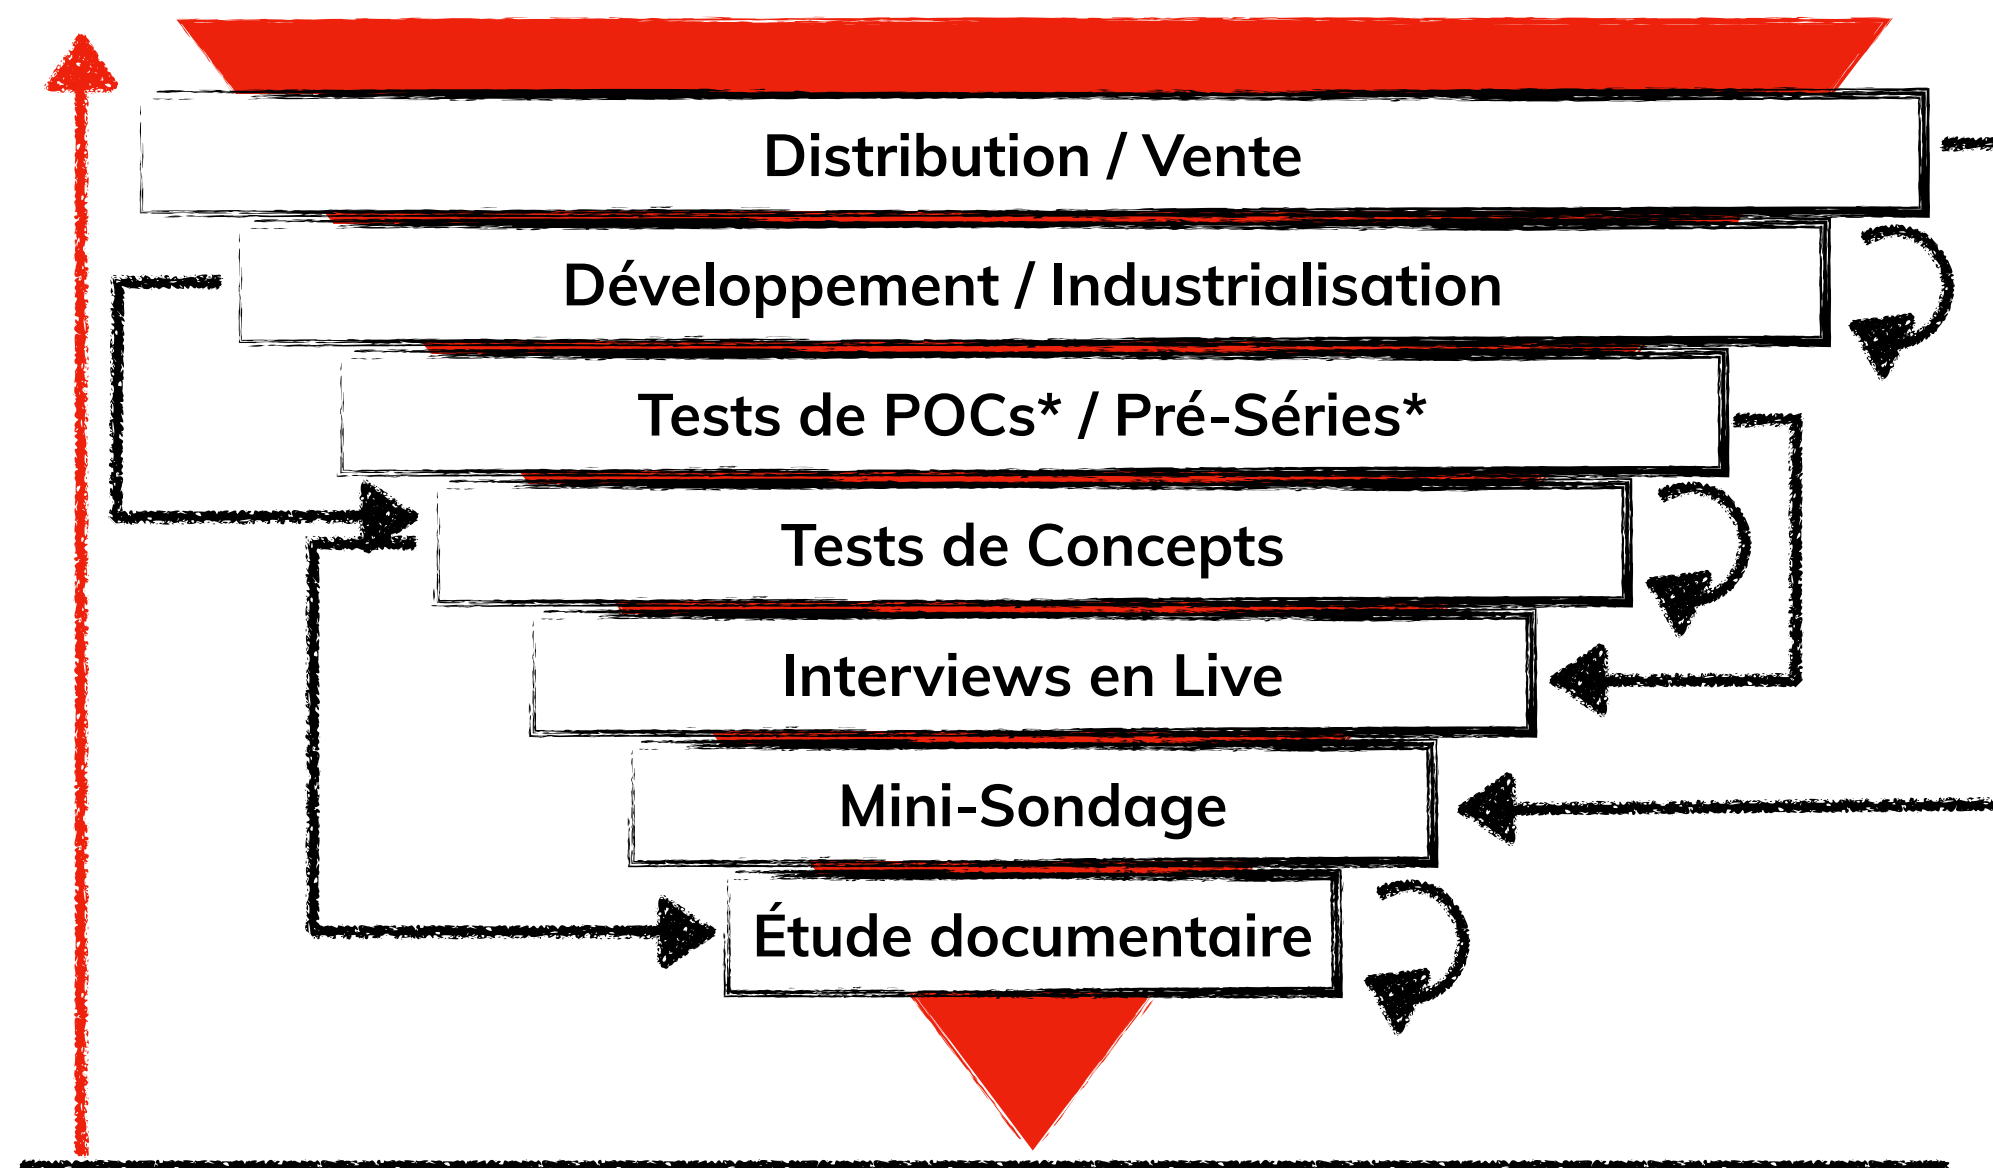 Distribution / Vente
Développement / Industrialisation
Tests de POCs* / Pré-Séries*
Tests de Concepts
Interviews en Live
Mini-Sondage
Étude documentaire